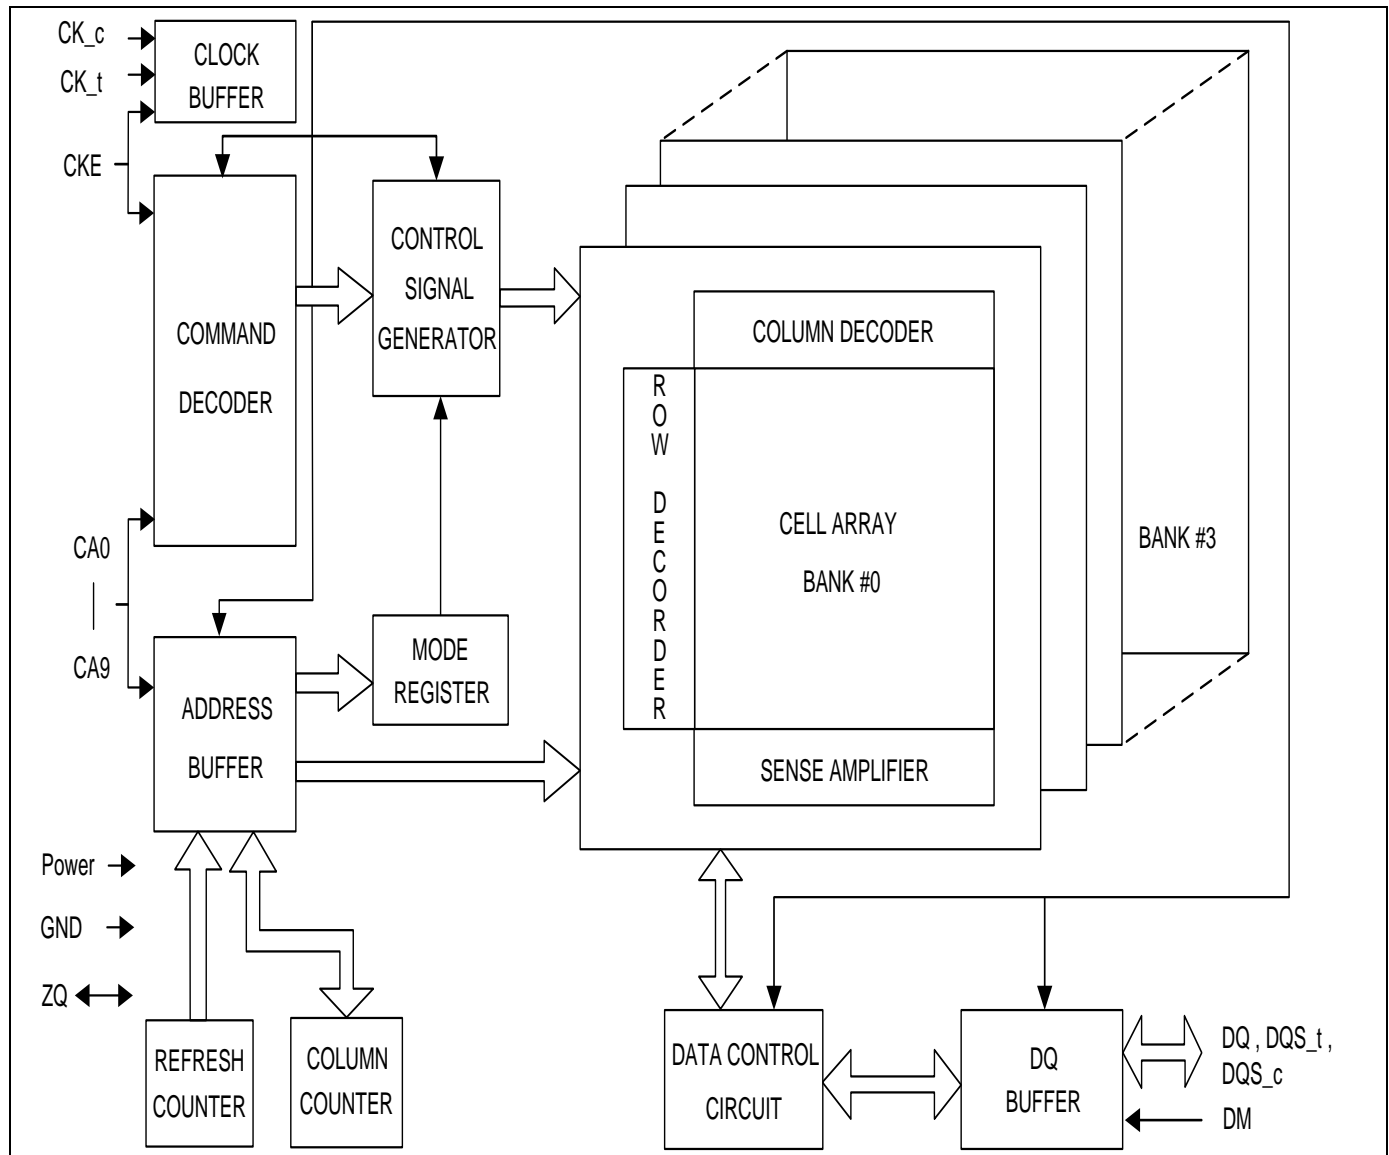 CK_c
CK_t
CKE
CLOCK
BUFFER
COMMAND
DECODER
CONTROL
SIGNAL
GENERATOR
COLUMN DECODER
ROW DECORDER
CELL ARRAY
BANK #0
SENSE AMPLIFIER
BANK #3
CA0
CA9
ADDRESS
BUFFER
MODE
REGISTER
Power
GND
ZQ
REFRESH
COUNTER
COLUMN
COUNTER
DATA CONTROL
CIRCUIT
DQ
BUFFER
DQ , DQS_t ,
DQS_c
DM